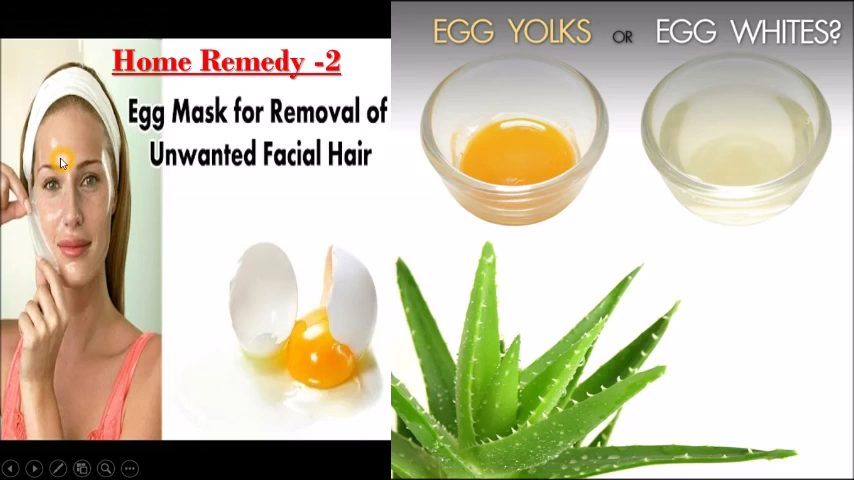 Home Remedy -2
Egg Mask for Removal of
Unwanted Facial Hair
EGG YOLKS OR EGG WHITES?